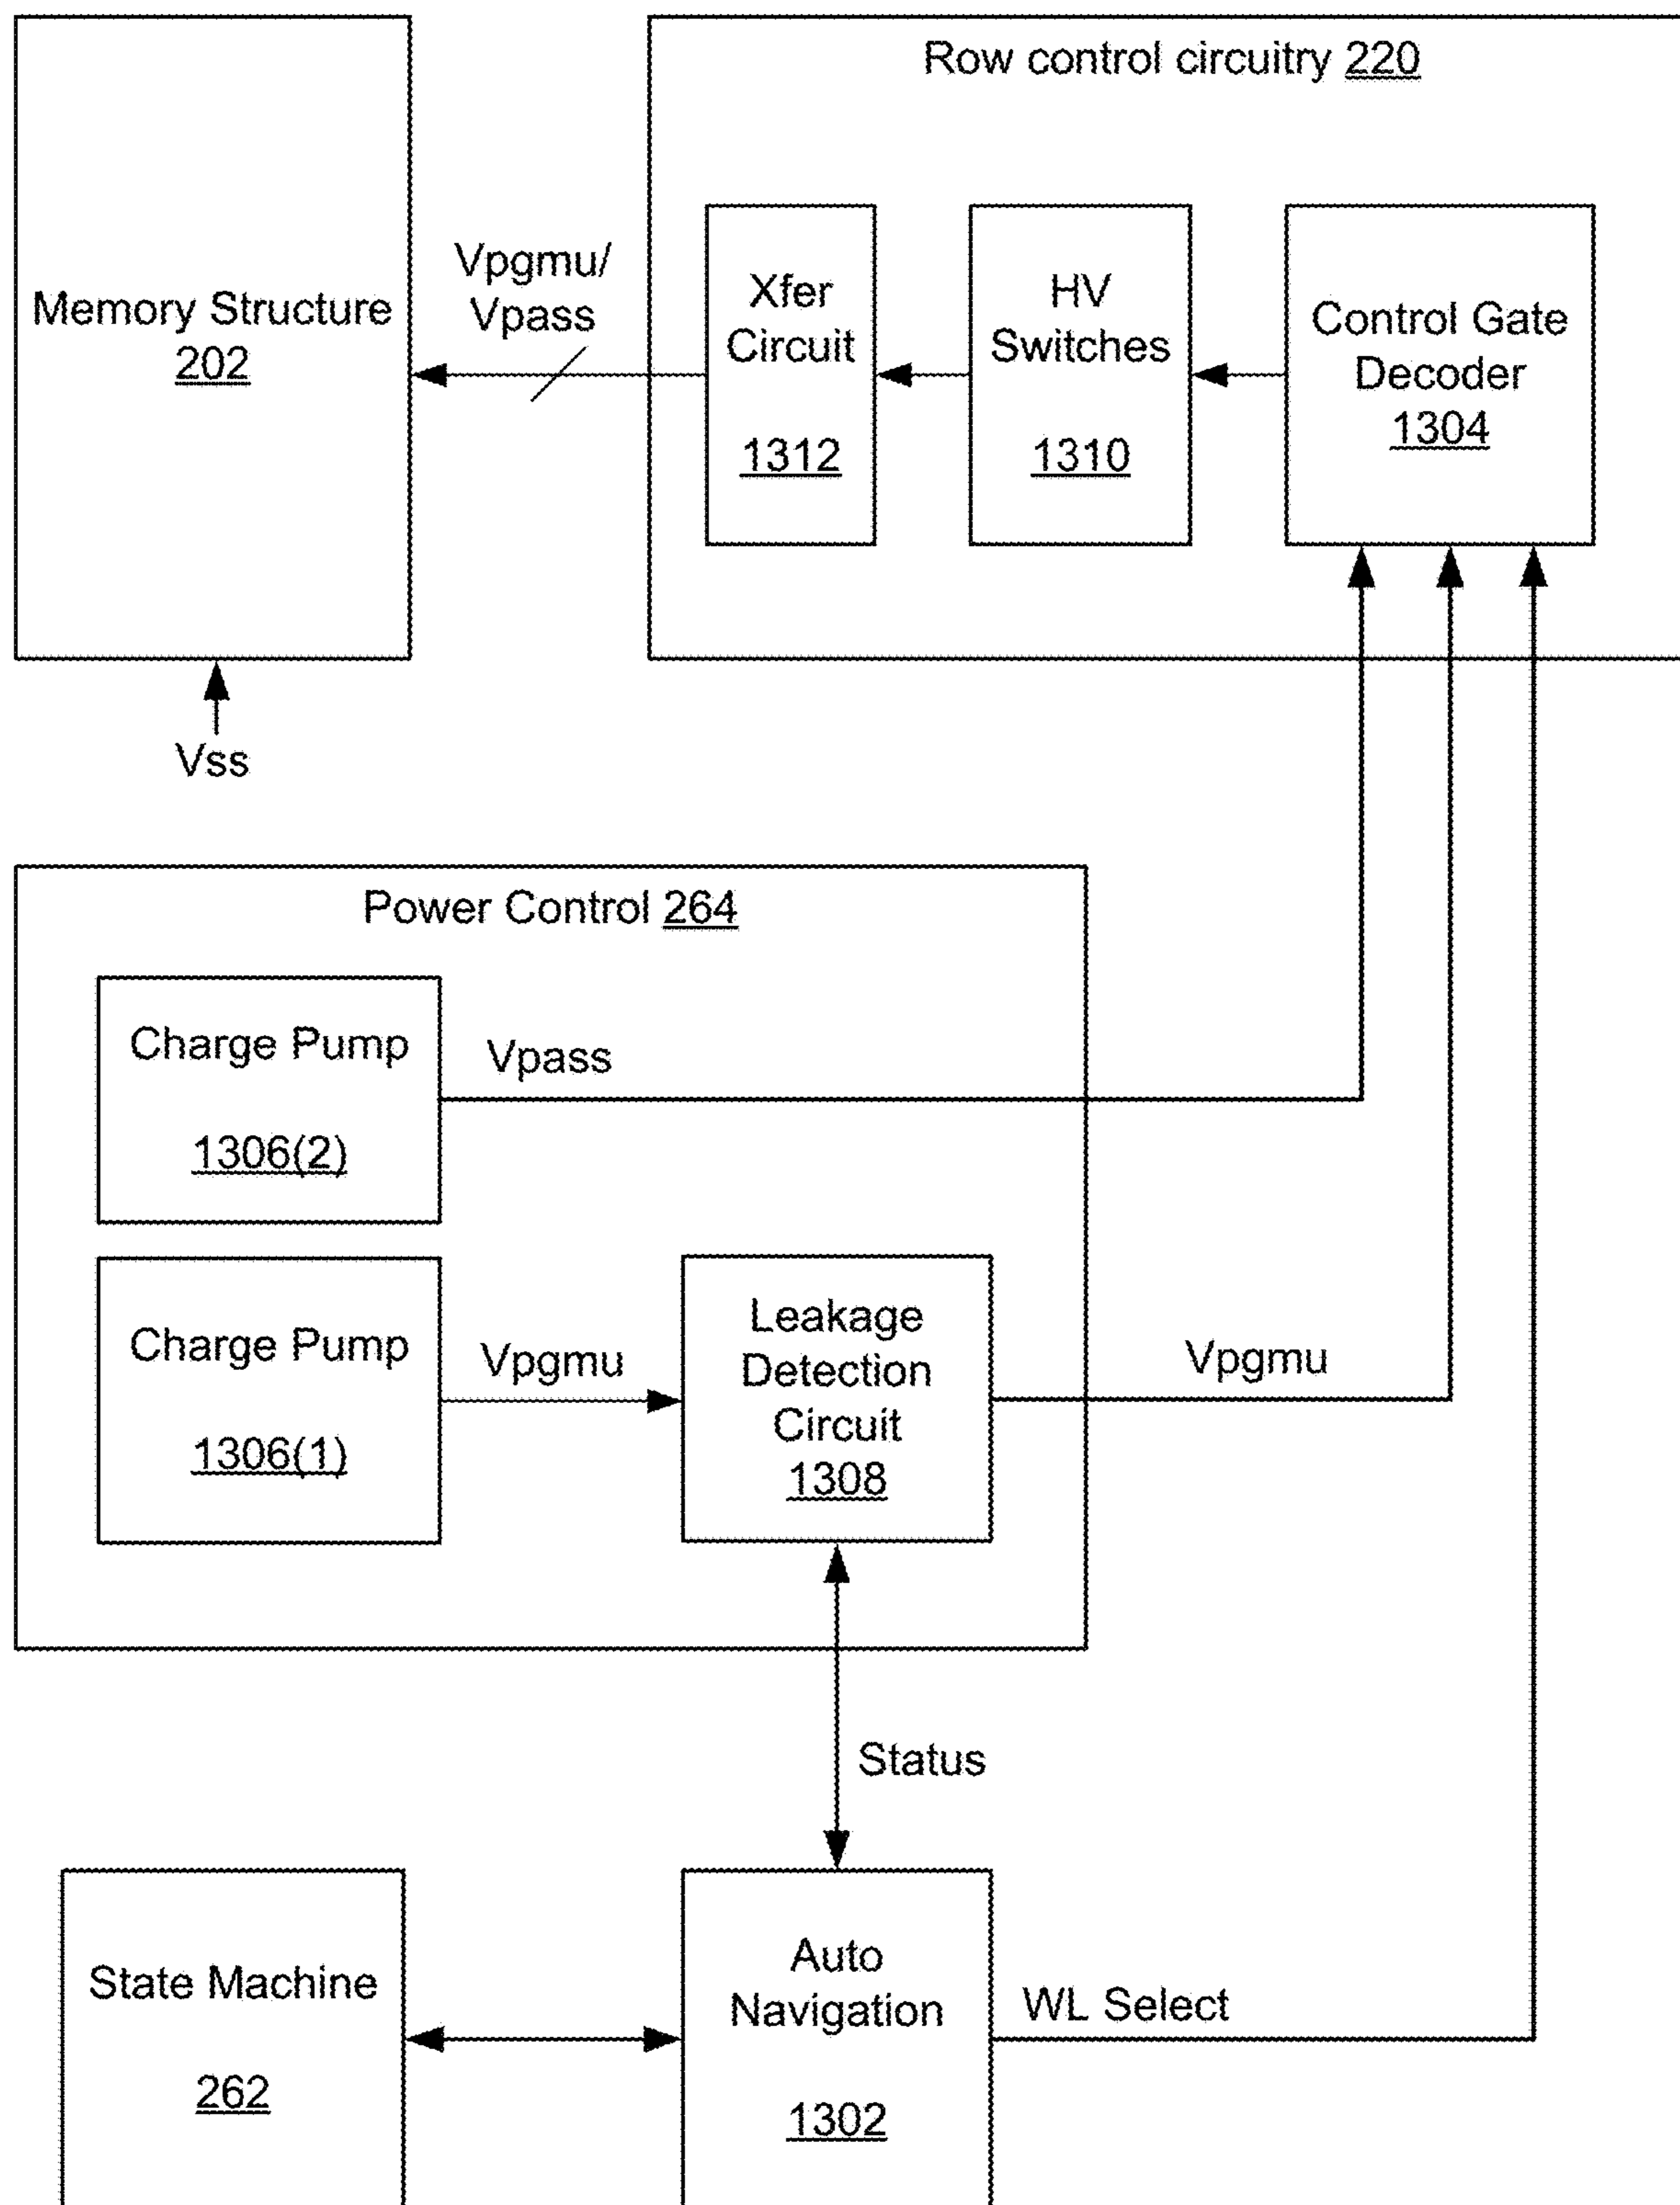 Row control circuitry 220
Memory Structure
202
Vpgmu/
Vpass
Xfer
Circuit
1312
HV
Switches
1310
Control Gate
Decoder
1304
Vss
Power Control 264
Charge Pump
1306(2)
Vpass
Charge Pump
1306(1)
Vpgmu
Leakage
Detection
Circuit
1308
Vpgmu
Status
State Machine
262
Auto
Navigation
1302
WL Select